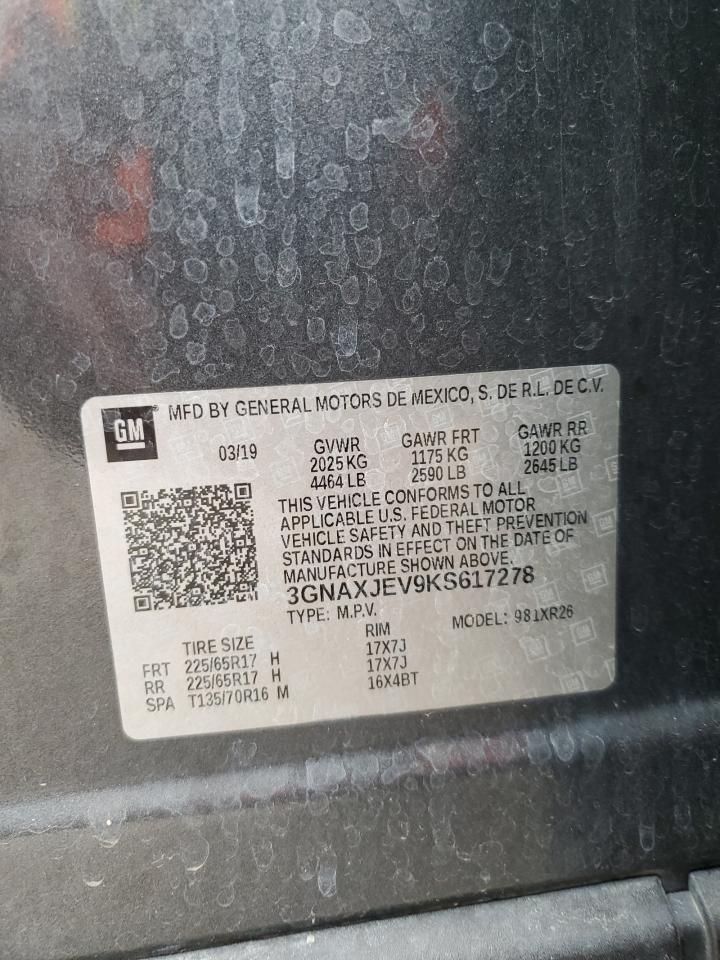 GM
MFD BY GENERAL MOTORS DE MEXICO, S. DE R.L. DE C.V.
03/19 GVWR GAWR FRT GAWR RR
2025 KG 1175 KG 1200 KG
4464 LB 2590 LB 2645 LB
THIS VEHICLE CONFORMS TO ALL
APPLICABLE U.S. FEDERAL MOTOR
VEHICLE SAFETY AND THEFT PREVENTION
STANDARDS IN EFFECT ON THE DATE OF
MANUFACTURE SHOWN ABOVE.
3GNAXJEV9KS617278
TYPE: M.P.V. MODEL: 981XR26
TIRE SIZE RIM
FRT 225/65R17 H 17X7J
RR 225/65R17 H 17X7J
SPA T135/70R16 M 16X4BT